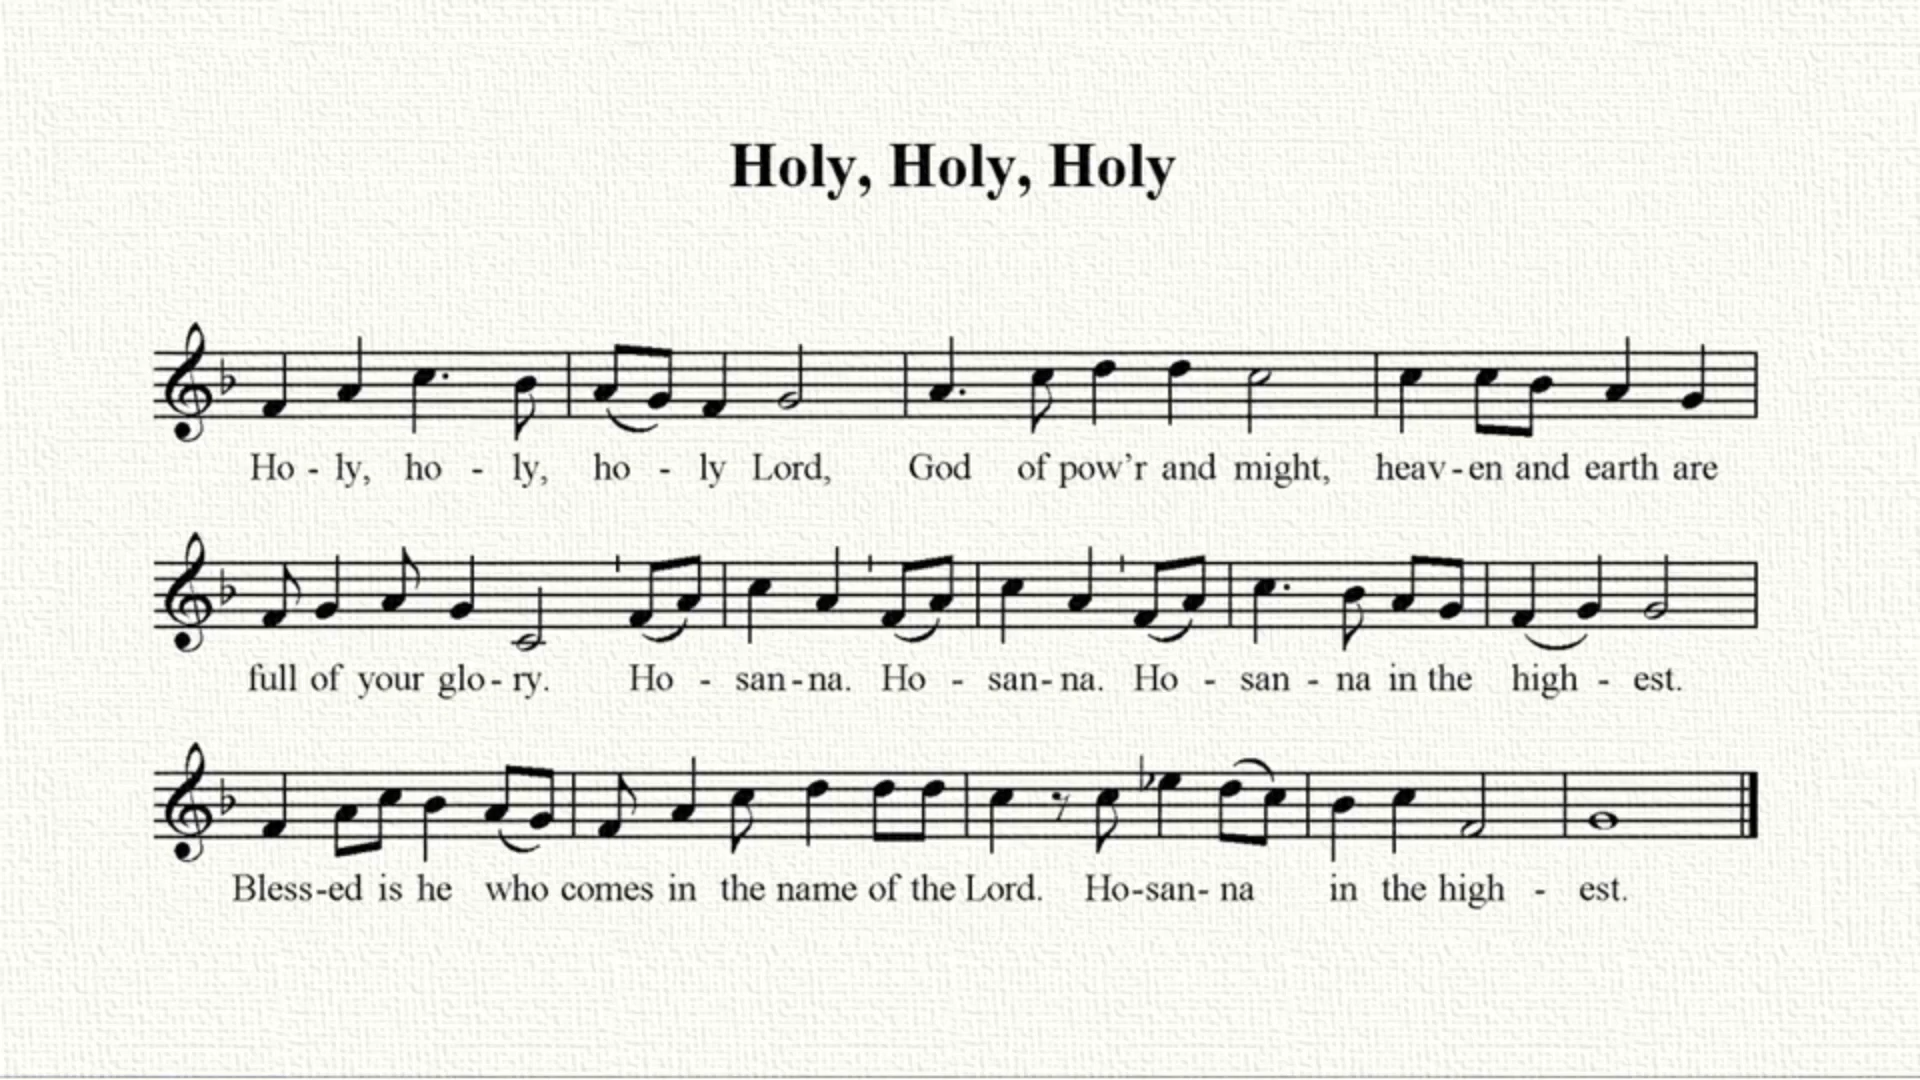 Holy, Holy, Holy
Ho - ly, ho - ly, ho - ly Lord, God of pow’r and might, heav - en and earth are
full of your glo - ry. Ho - san - na. Ho - san - na. Ho - san - na in the high - est.
Bless - ed is he who comes in the name of the Lord. Ho - san - na in the high - est.